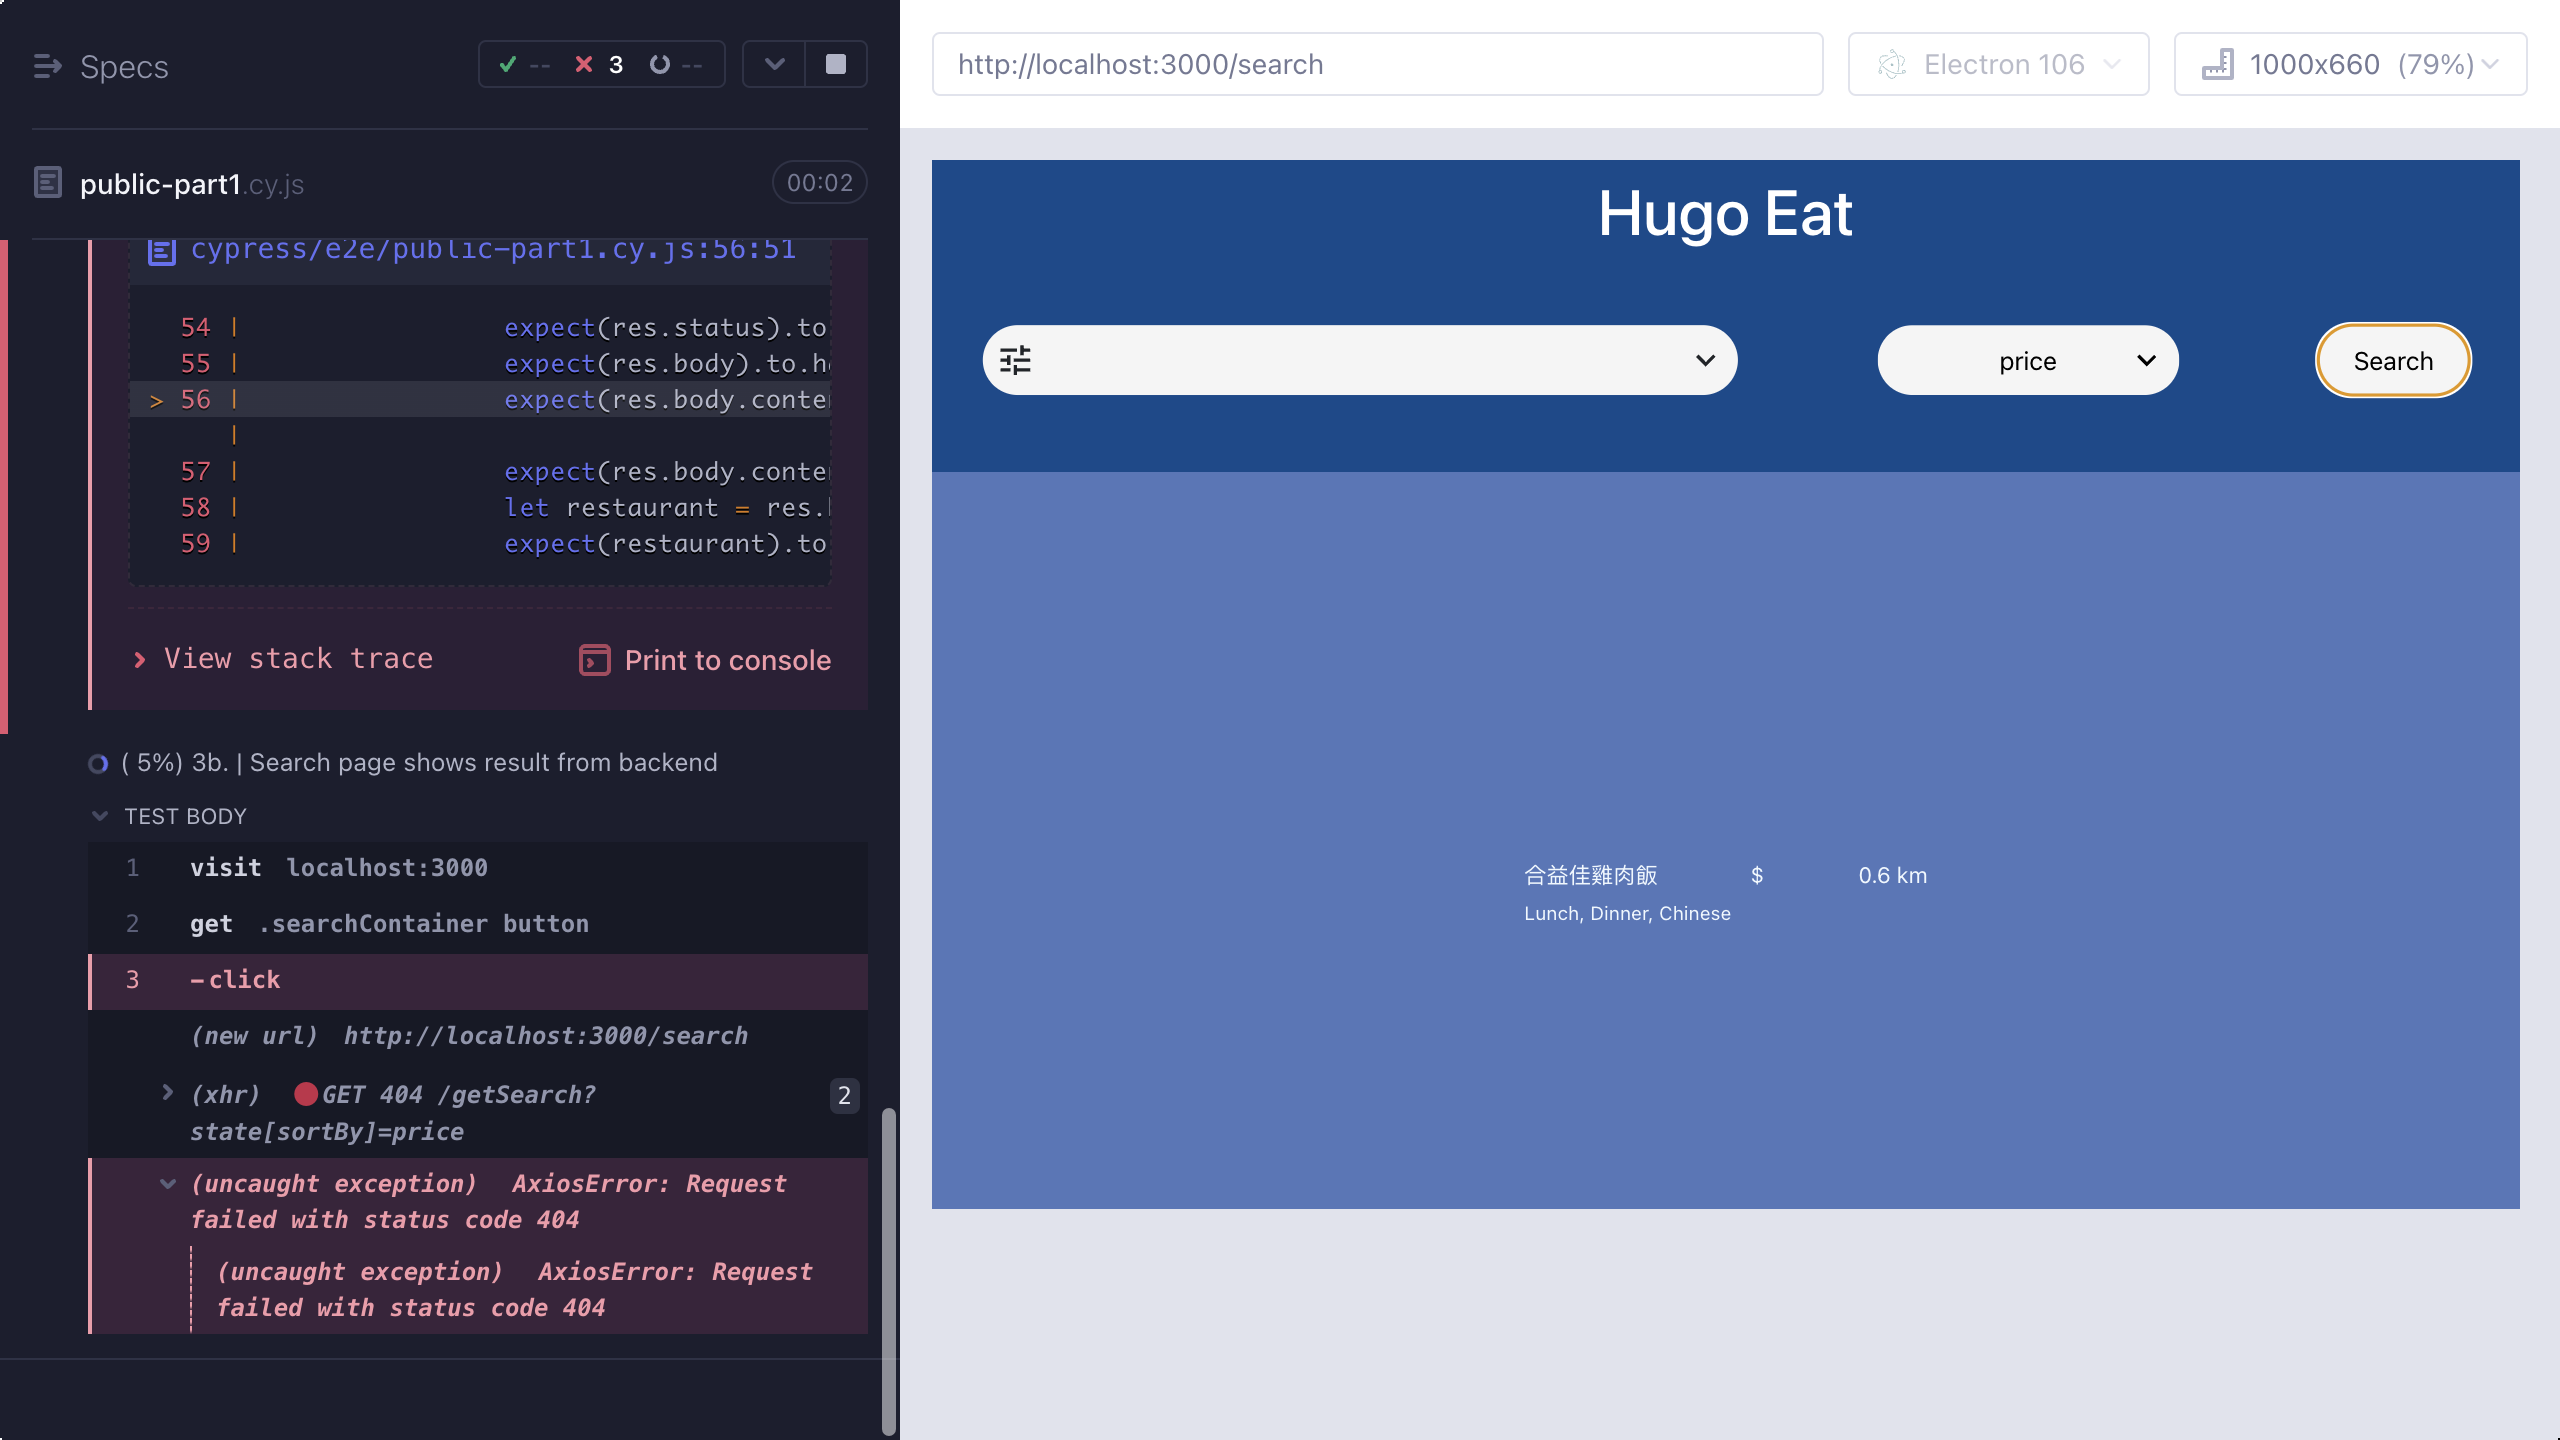 Specs
-- 3 --
public-part1.cy.js
00:02
cypress/e2e/public-part1.cy.js:56:51
54 | expect(res.status).to
55 | expect(res.body).to.h
> 56 | expect(res.body.conte
|
57 | expect(res.body.conte
58 | let restaurant = res.
59 | expect(restaurant).to
View stack trace
Print to console
( 5%) 3b. | Search page shows result from backend
TEST BODY
1 visit localhost:3000
2 get .searchContainer button
3 -click
(new url) http://localhost:3000/search
(xhr) GET 404 /getSearch?
state[sortBy]=price
2
(uncaught exception) AxiosError: Request
failed with status code 404
(uncaught exception) AxiosError: Request
failed with status code 404
http://localhost:3000/search
Electron 106
1000x660 (79%)
Hugo Eat
price
Search
合益佳雞肉飯 $ 0.6 km
Lunch, Dinner, Chinese